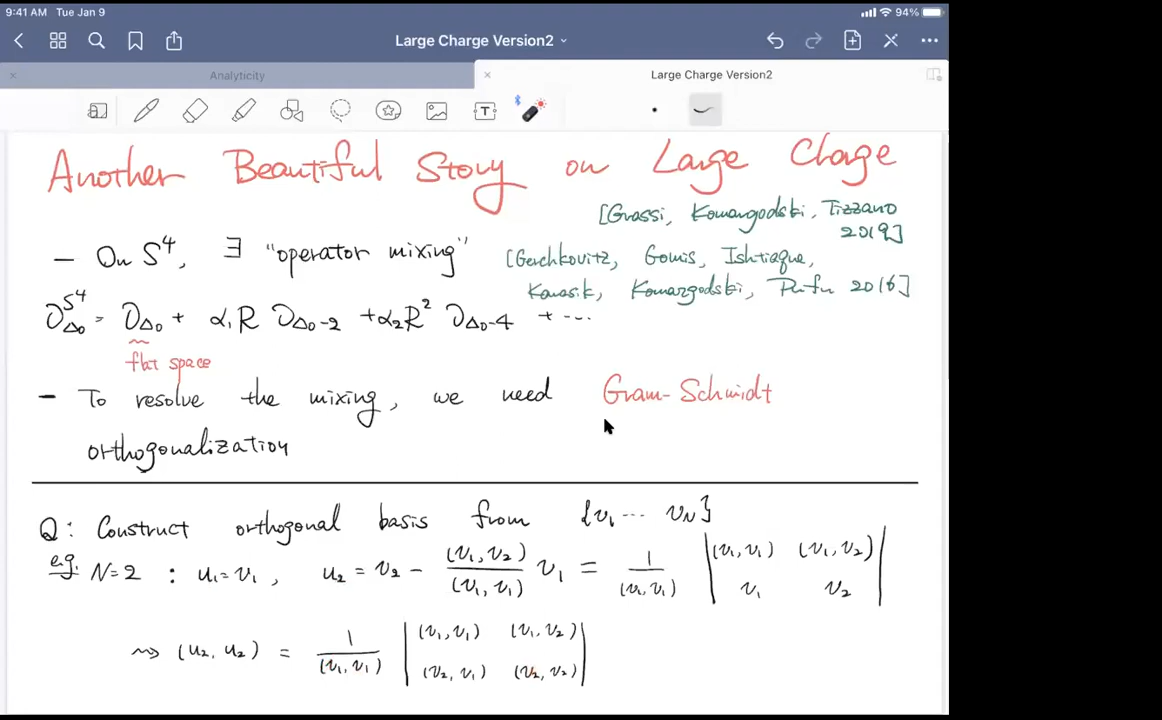 9:41 AM Tue Jan 9
94%
Large Charge Version2
Analyticity
Large Charge Version2
Another Beautiful Story on Large Charge
[Grassi, Komargodski, Tizzano
2019]
- On S⁴, ∃ "operator mixing"
[Gerchkovitz, Gomis, Ishtiaque,
Karasik, Komargodski, Pufu 2016]
O_{Δ₀}^{S⁴} = O_{Δ₀} + α₁R O_{Δ₀-2} + α₂R² O_{Δ₀-4} + ...
flat space
- To resolve the mixing, we need Gram-Schmidt
orthogonalization
Q: Construct orthogonal basis from {v₁ ... v_N}
e.g. N=2 : u₁=v₁, u₂ = v₂ - (v₁,v₂)/(v₁,v₁) v₁ = 1/(v₁,v₁) | (v₁,v₁) (v₁,v₂) |
| v₁ v₂ |
⇝ (u₂,u₂) = 1/(v₁,v₁) | (v₁,v₁) (v₁,v₂) |
| (v₂,v₁) (v₂,v₂) |